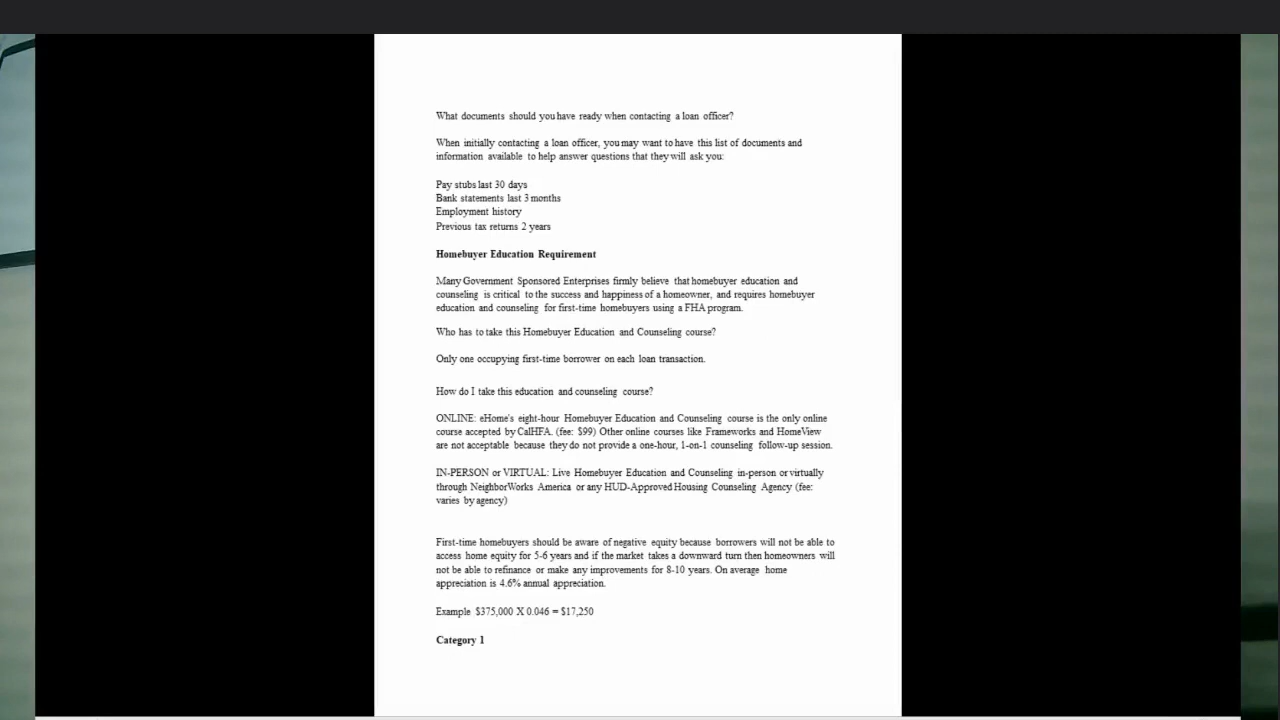 What documents should you have ready when contacting a loan officer?
When initially contacting a loan officer, you may want to have this list of documents and
information available to help answer questions that they will ask you:
Pay stubs last 30 days
Bank statements last 3 months
Employment history
Previous tax returns 2 years
Homebuyer Education Requirement
Many Government Sponsored Enterprises firmly believe that homebuyer education and
counseling is critical to the success and happiness of a homeowner, and requires homebuyer
education and counseling for first-time homebuyers using a FHA program.
Who has to take this Homebuyer Education and Counseling course?
Only one occupying first-time borrower on each loan transaction.
How do I take this education and counseling course?
ONLINE: eHome's eight-hour Homebuyer Education and Counseling course is the only online
course accepted by CalHFA. (fee: $99) Other online courses like Frameworks and HomeView
are not acceptable because they do not provide a one-hour, 1-on-1 counseling follow-up session.
IN-PERSON or VIRTUAL: Live Homebuyer Education and Counseling in-person or virtually
through NeighborWorks America or any HUD-Approved Housing Counseling Agency (fee:
varies by agency)
First-time homebuyers should be aware of negative equity because borrowers will not be able to
access home equity for 5-6 years and if the market takes a downward turn then homeowners will
not be able to refinance or make any improvements for 8-10 years. On average home
appreciation is 4.6% annual appreciation.
Example $375,000 X 0.046 = $17,250
Category 1